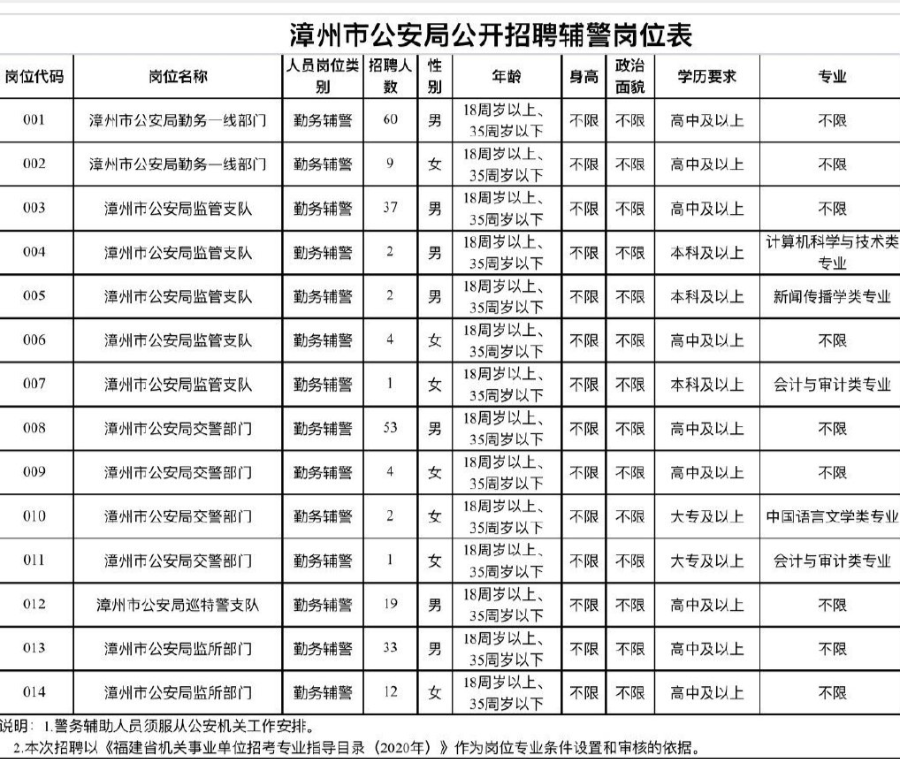 漳州市公安局公开招聘辅警岗位表
岗位代码 岗位名称 人员岗位类别 招聘人数 性别 年龄 身高 政治面貌 学历要求 专业
001 漳州市公安局勤务一线部门 勤务辅警 60 男 18周岁以上、35周岁以下 不限 不限 高中及以上 不限
002 漳州市公安局勤务一线部门 勤务辅警 9 女 18周岁以上、35周岁以下 不限 不限 高中及以上 不限
003 漳州市公安局监管支队 勤务辅警 37 男 18周岁以上、35周岁以下 不限 不限 高中及以上 不限
004 漳州市公安局监管支队 勤务辅警 2 男 18周岁以上、35周岁以下 不限 不限 本科及以上 计算机科学与技术类专业
005 漳州市公安局监管支队 勤务辅警 2 男 18周岁以上、35周岁以下 不限 不限 本科及以上 新闻传播学类专业
006 漳州市公安局监管支队 勤务辅警 4 女 18周岁以上、35周岁以下 不限 不限 高中及以上 不限
007 漳州市公安局监管支队 勤务辅警 1 女 18周岁以上、35周岁以下 不限 不限 本科及以上 会计与审计类专业
008 漳州市公安局交警部门 勤务辅警 53 男 18周岁以上、35周岁以下 不限 不限 高中及以上 不限
009 漳州市公安局交警部门 勤务辅警 4 女 18周岁以上、35周岁以下 不限 不限 高中及以上 不限
010 漳州市公安局交警部门 勤务辅警 2 女 18周岁以上、35周岁以下 不限 不限 大专及以上 中国语言文学类专业
011 漳州市公安局交警部门 勤务辅警 1 女 18周岁以上、35周岁以下 不限 不限 大专及以上 会计与审计类专业
012 漳州市公安局巡特警支队 勤务辅警 19 男 18周岁以上、35周岁以下 不限 不限 高中及以上 不限
013 漳州市公安局监所部门 勤务辅警 33 男 18周岁以上、35周岁以下 不限 不限 高中及以上 不限
014 漳州市公安局监所部门 勤务辅警 12 女 18周岁以上、35周岁以下 不限 不限 高中及以上 不限
说明：1.警务辅助人员须服从公安机关工作安排。
2.本次招聘以《福建省机关事业单位招考专业指导目录（2020年）》作为岗位专业条件设置和审核的依据。